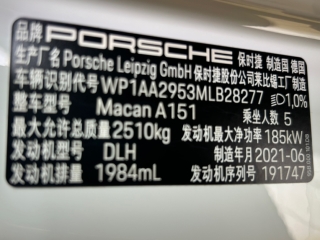 品牌 PORSCHE 保时捷 制造国 德国
生产厂名 Porsche Leipzig GmbH 保时捷股份公司莱比锡工厂制造
车辆识别代号 WP1AA2953MLB28277 1,0%
整车型号 Macan A151 乘坐人数 5
最大允许总质量 2510kg 发动机最大净功率 185kW
发动机型号 DLH 制造年月 2021-06
发动机排量 1984mL 发动机序列号 191747